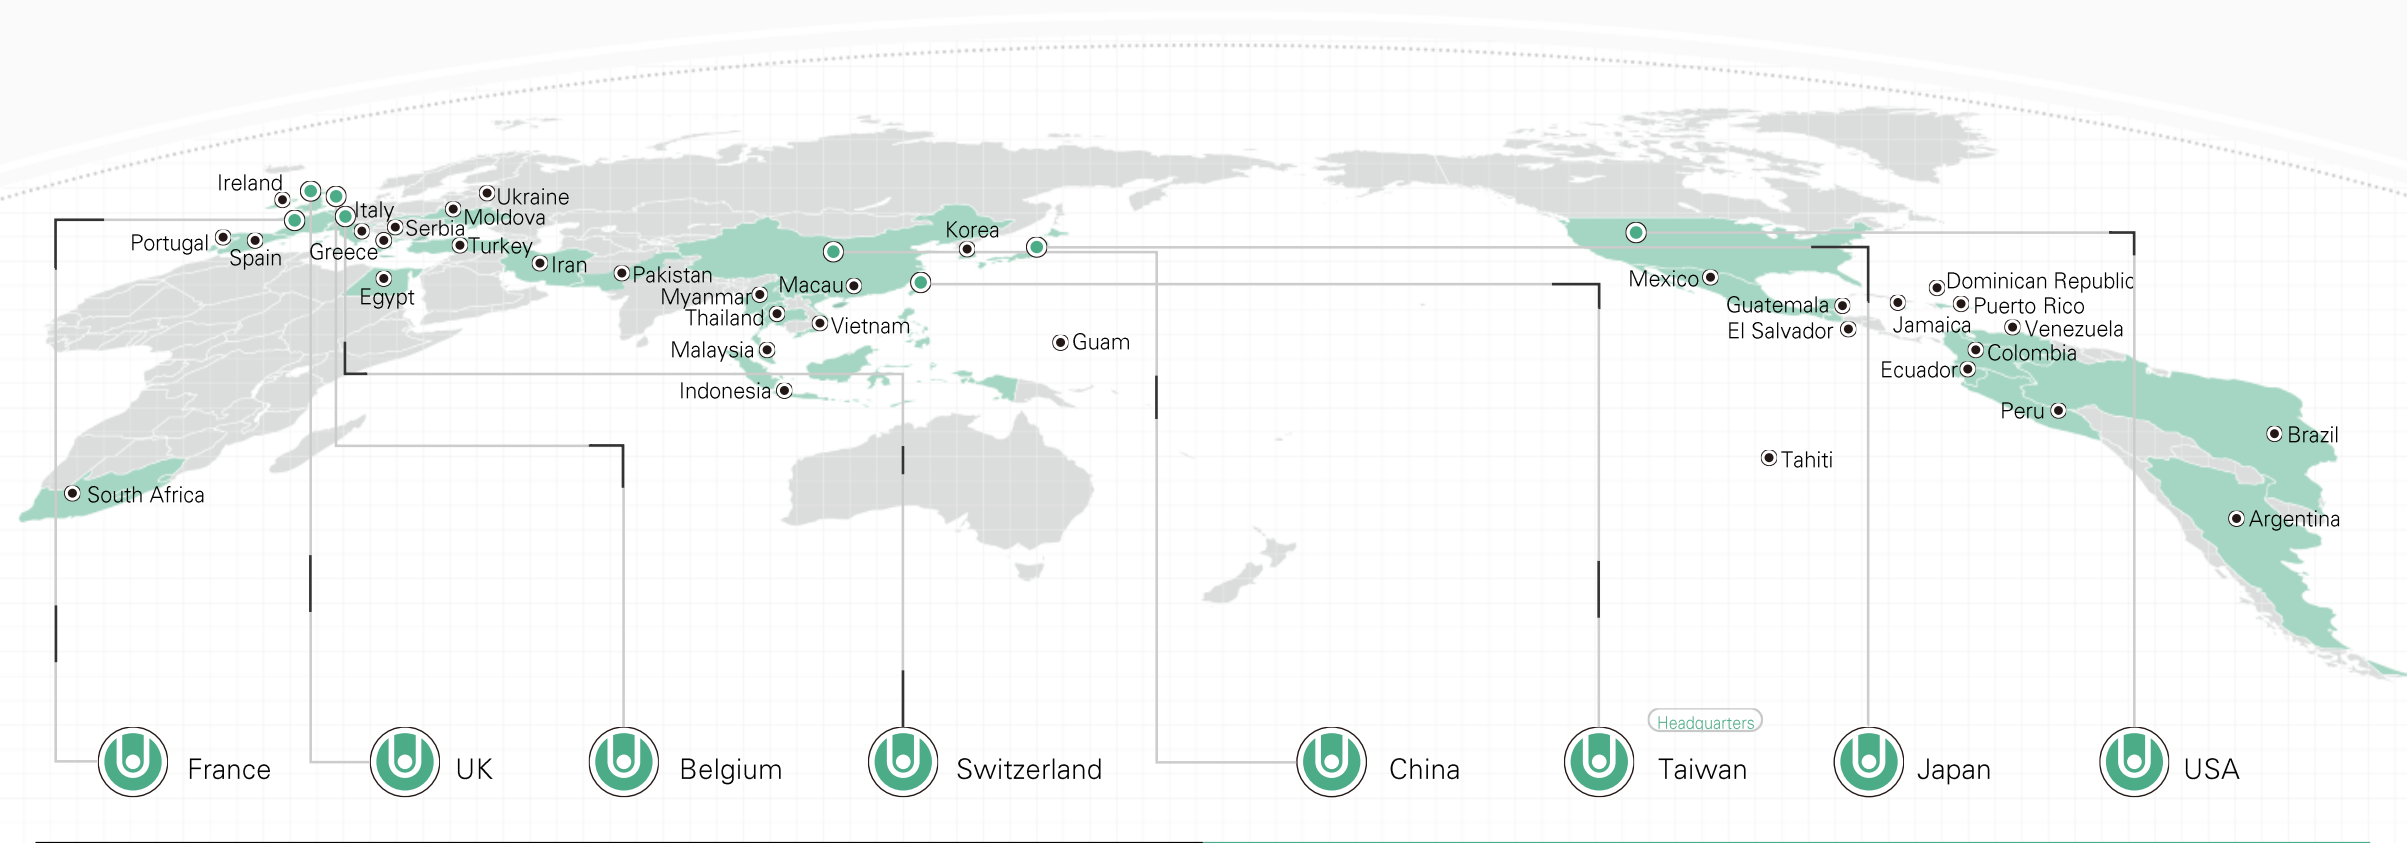 Ireland
Ukraine
Italy
Moldova
Serbia
Portugal
Spain
Greece
Turkey
Korea
Iran
Pakistan
Egypt
Macau
Myanmar
Thailand
Vietnam
Malaysia
Guam
Indonesia
South Africa
Mexico
Dominican Republic
Guatemala
Puerto Rico
El Salvador
Jamaica
Venezuela
Colombia
Ecuador
Peru
Brazil
Tahiti
Argentina
Headquarters
France
UK
Belgium
Switzerland
China
Taiwan
Japan
USA